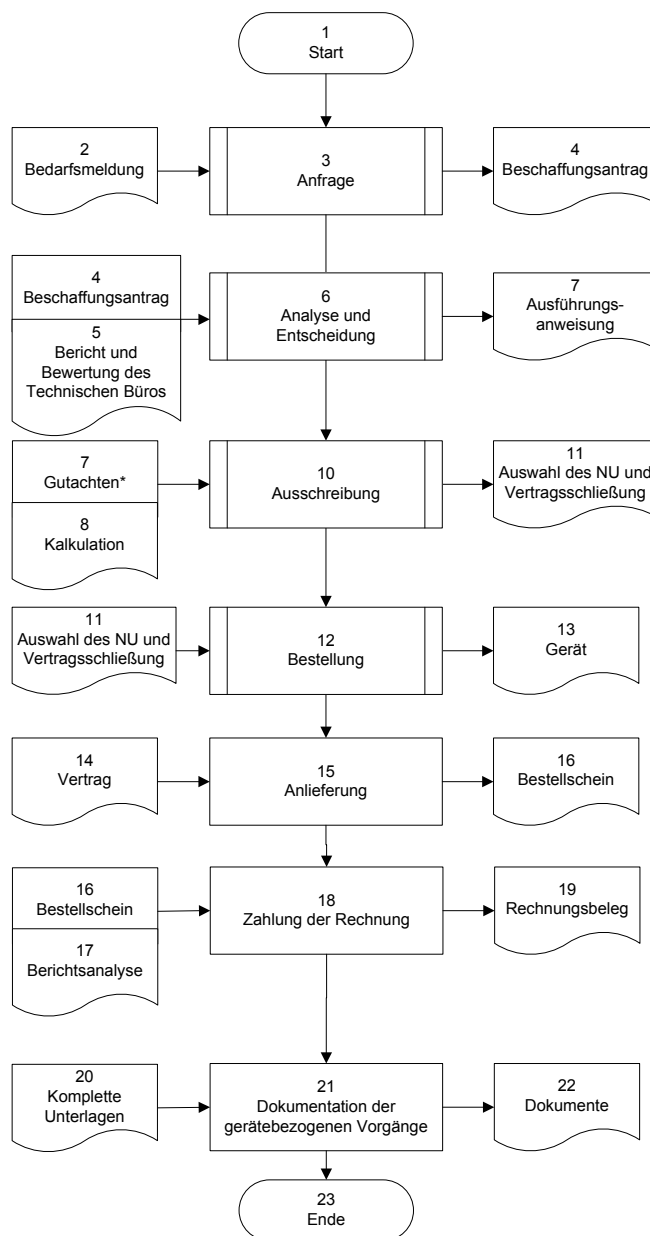 1
Start
2
Bedarfsmeldung
3
Anfrage
4
Beschaffungsantrag
4
Beschaffungsantrag
5
Bericht und
Bewertung des
Technischen Büros
6
Analyse und
Entscheidung
7
Ausführungs-
anweisung
7
Gutachten*
8
Kalkulation
10
Ausschreibung
11
Auswahl des NU und
Vertragsschließung
11
Auswahl des NU und
Vertragsschließung
12
Bestellung
13
Gerät
14
Vertrag
15
Anlieferung
16
Bestellschein
16
Bestellschein
17
Berichtsanalyse
18
Zahlung der Rechnung
19
Rechnungsbeleg
20
Komplette
Unterlagen
21
Dokumentation der
gerätebezogenen Vorgänge
22
Dokumente
23
Ende